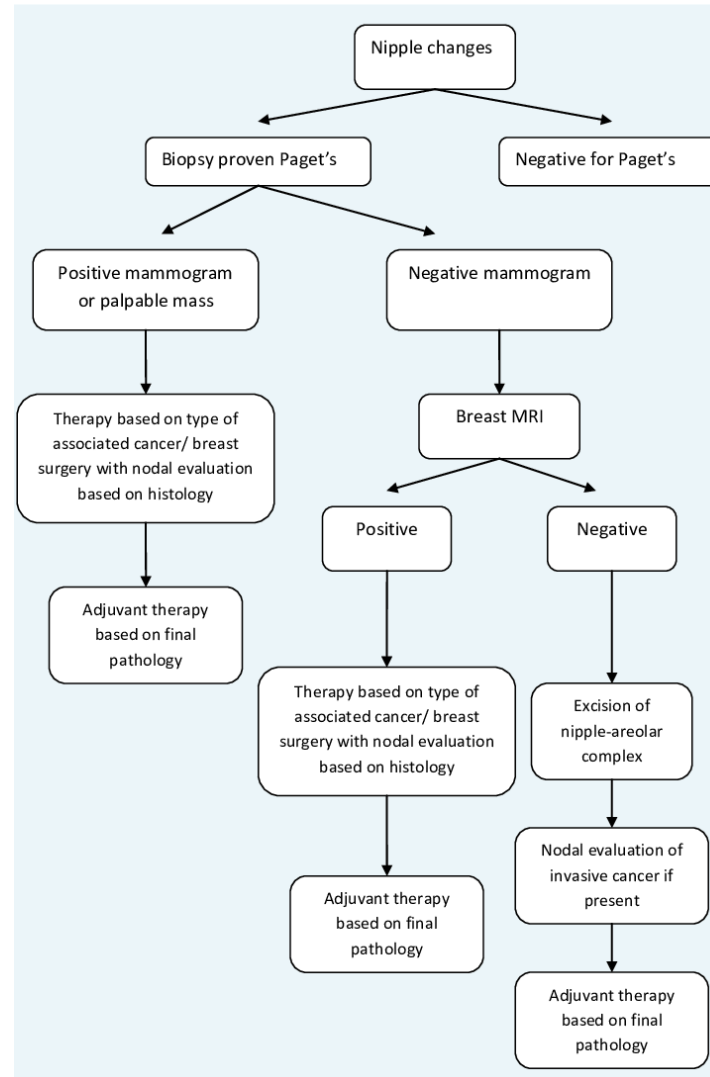 Nipple changes
Biopsy proven Paget’s
Negative for Paget’s
Positive mammogram
or palpable mass
Negative mammogram
Therapy based on type of
associated cancer/ breast
surgery with nodal evaluation
based on histology
Breast MRI
Positive
Negative
Adjuvant therapy
based on final
pathology
Therapy based on type of
associated cancer/ breast
surgery with nodal evaluation
based on histology
Excision of
nipple-areolar
complex
Nodal evaluation of
invasive cancer if
present
Adjuvant therapy
based on final
pathology
Adjuvant therapy
based on final
pathology